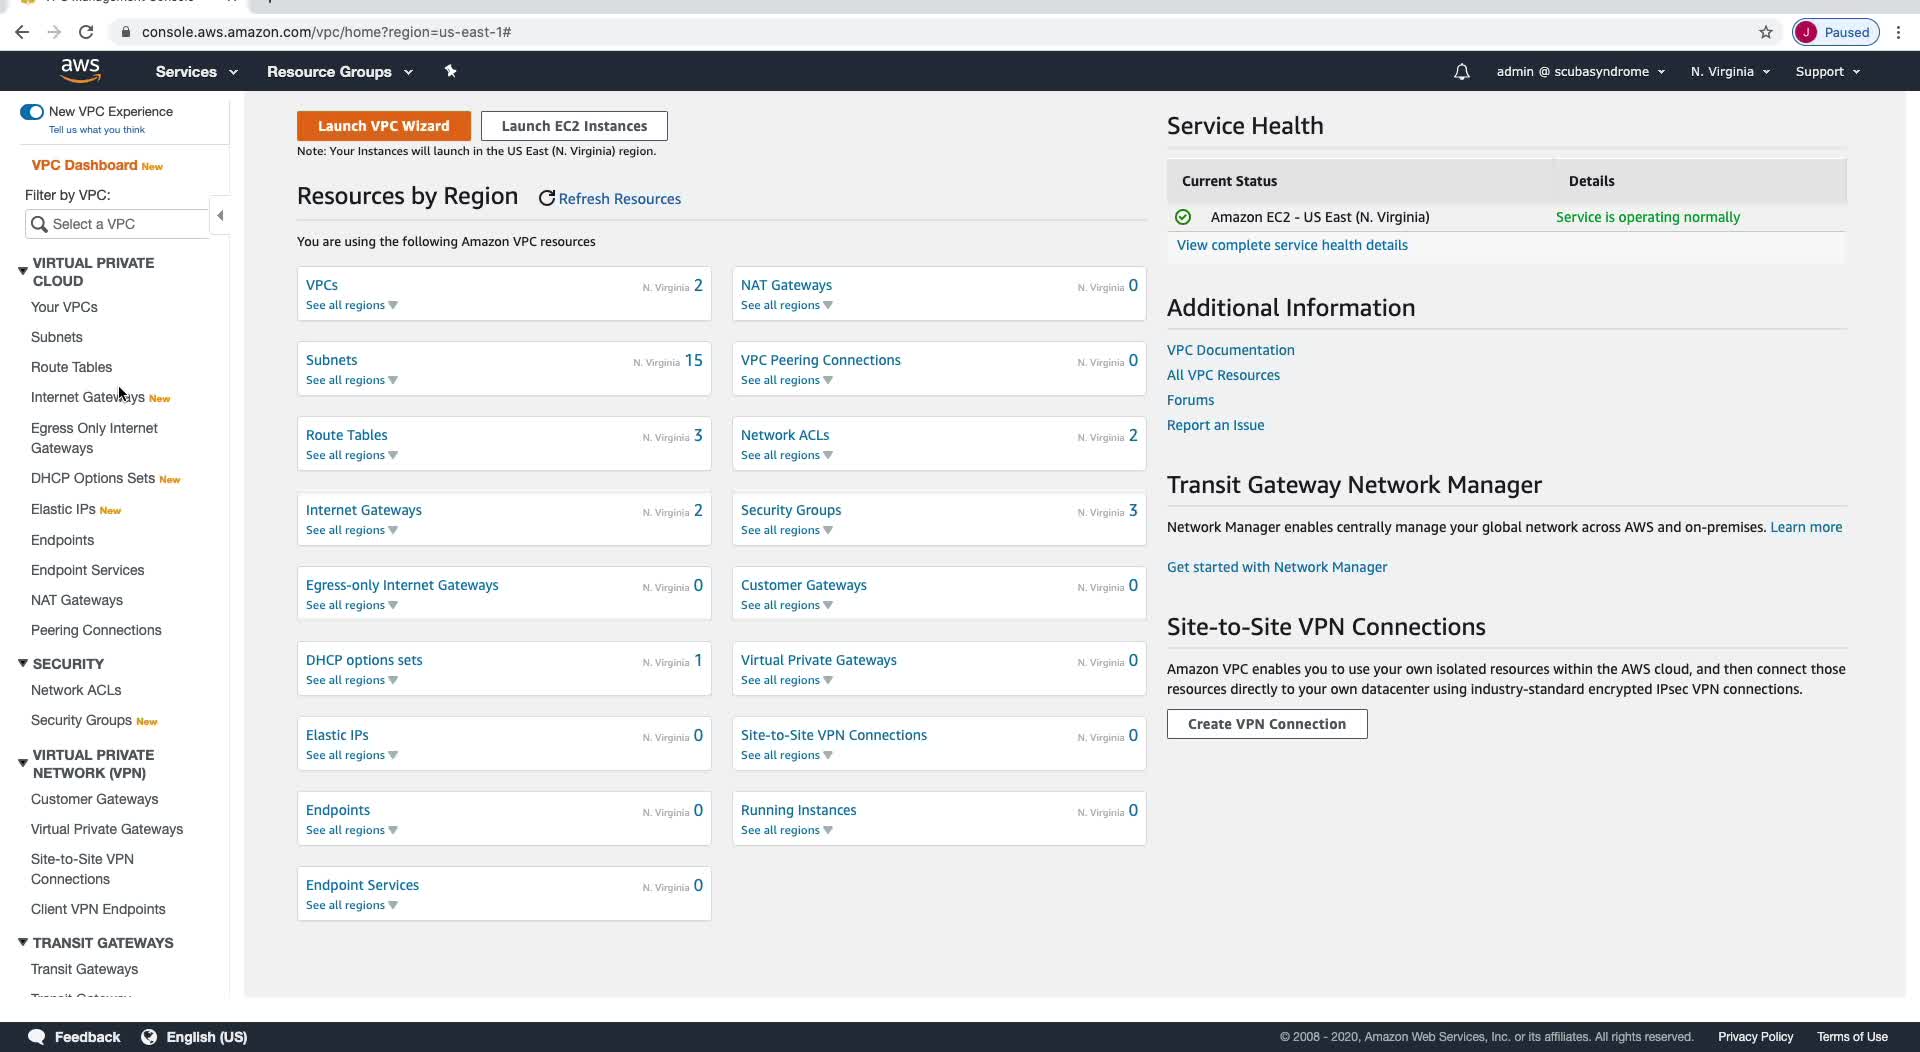 console.aws.amazon.com/vpc/home?region=us-east-1#
J Paused
aws
Services
Resource Groups
admin @ scubasyndrome
N. Virginia
Support
New VPC Experience
Tell us what you think
VPC Dashboard New
Filter by VPC:
Select a VPC
VIRTUAL PRIVATE
CLOUD
Your VPCs
Subnets
Route Tables
Internet Gateways New
Egress Only Internet
Gateways
DHCP Options Sets New
Elastic IPs New
Endpoints
Endpoint Services
NAT Gateways
Peering Connections
SECURITY
Network ACLs
Security Groups New
VIRTUAL PRIVATE
NETWORK (VPN)
Customer Gateways
Virtual Private Gateways
Site-to-Site VPN
Connections
Client VPN Endpoints
TRANSIT GATEWAYS
Transit Gateways
Transit Gateway
Launch VPC Wizard
Launch EC2 Instances
Note: Your Instances will launch in the US East (N. Virginia) region.
Resources by Region
Refresh Resources
You are using the following Amazon VPC resources
VPCs N. Virginia 2
See all regions
NAT Gateways N. Virginia 0
See all regions
Subnets N. Virginia 15
See all regions
VPC Peering Connections N. Virginia 0
See all regions
Route Tables N. Virginia 3
See all regions
Network ACLs N. Virginia 2
See all regions
Internet Gateways N. Virginia 2
See all regions
Security Groups N. Virginia 3
See all regions
Egress-only Internet Gateways N. Virginia 0
See all regions
Customer Gateways N. Virginia 0
See all regions
DHCP options sets N. Virginia 1
See all regions
Virtual Private Gateways N. Virginia 0
See all regions
Elastic IPs N. Virginia 0
See all regions
Site-to-Site VPN Connections N. Virginia 0
See all regions
Endpoints N. Virginia 0
See all regions
Running Instances N. Virginia 0
See all regions
Endpoint Services N. Virginia 0
See all regions
Service Health
Current Status Details
Amazon EC2 - US East (N. Virginia) Service is operating normally
View complete service health details
Additional Information
VPC Documentation
All VPC Resources
Forums
Report an Issue
Transit Gateway Network Manager
Network Manager enables centrally manage your global network across AWS and on-premises. Learn more
Get started with Network Manager
Site-to-Site VPN Connections
Amazon VPC enables you to use your own isolated resources within the AWS cloud, and then connect those
resources directly to your own datacenter using industry-standard encrypted IPsec VPN connections.
Create VPN Connection
Feedback
English (US)
© 2008 - 2020, Amazon Web Services, Inc. or its affiliates. All rights reserved.
Privacy Policy
Terms of Use